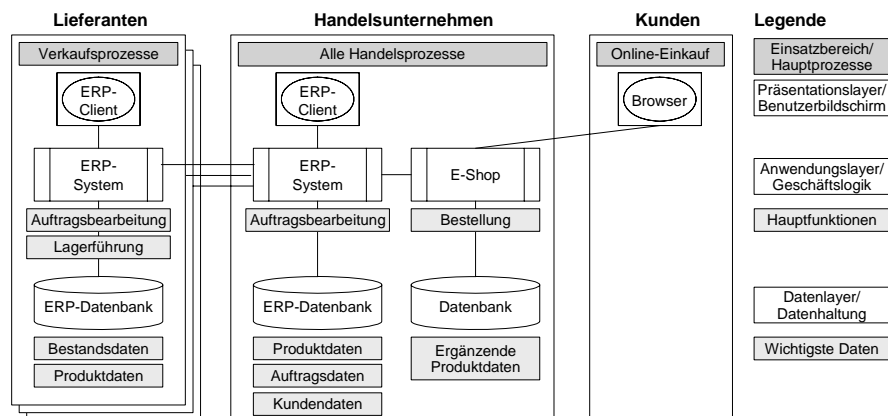 Lieferanten
Verkaufsprozesse
ERP-
Client
ERP-
System
Auftragsbearbeitung
Lagerführung
ERP-Datenbank
Bestandsdaten
Produktdaten
Handelsunternehmen
Alle Handelsprozesse
ERP-
Client
ERP-
System
Auftragsbearbeitung
ERP-Datenbank
Produktdaten
Auftragsdaten
Kundendaten
E-Shop
Bestellung
Datenbank
Ergänzende
Produktdaten
Kunden
Online-Einkauf
Browser
Legende
Einsatzbereich/
Hauptprozesse
Präsentationslayer/
Benutzerbildschirm
Anwendungslayer/
Geschäftslogik
Hauptfunktionen
Datenlayer/
Datenhaltung
Wichtigste Daten